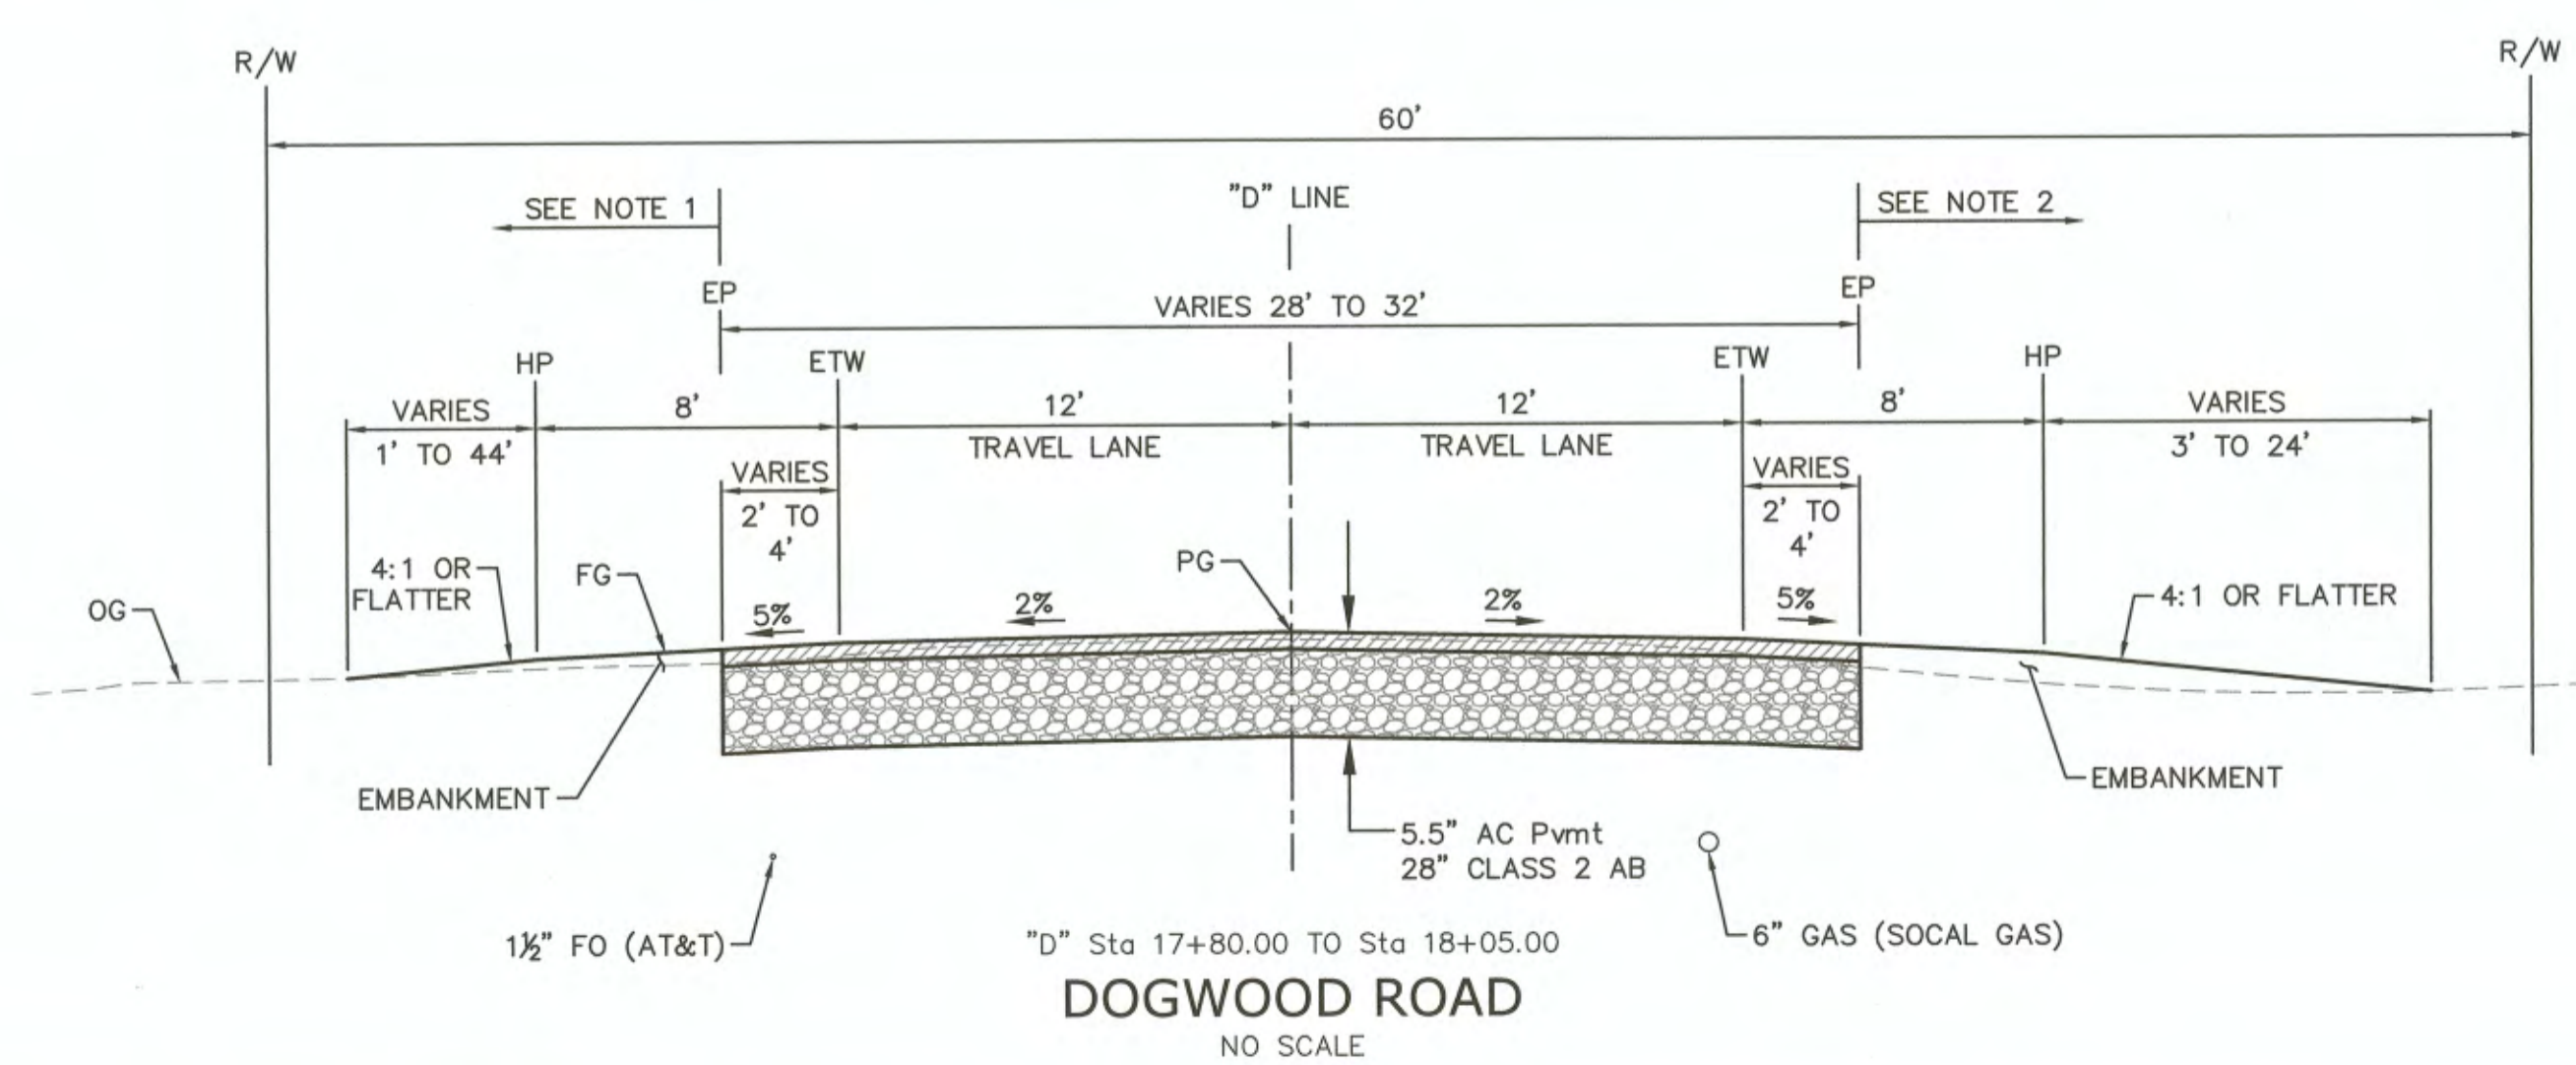 R/W
R/W
60'
"D" LINE
SEE NOTE 1
SEE NOTE 2
EP
EP
VARIES 28' TO 32'
HP
ETW
ETW
HP
VARIES
1' TO 44'
8'
12'
TRAVEL LANE
12'
TRAVEL LANE
8'
VARIES
3' TO 24'
VARIES
2' TO
4'
VARIES
2' TO
4'
4:1 OR
FLATTER
FG
PG
OG
5%
2%
2%
5%
4:1 OR FLATTER
EMBANKMENT
EMBANKMENT
5.5" AC Pvmt
28" CLASS 2 AB
1½" FO (AT&T)
6" GAS (SOCAL GAS)
"D" Sta 17+80.00 TO Sta 18+05.00
DOGWOOD ROAD
NO SCALE